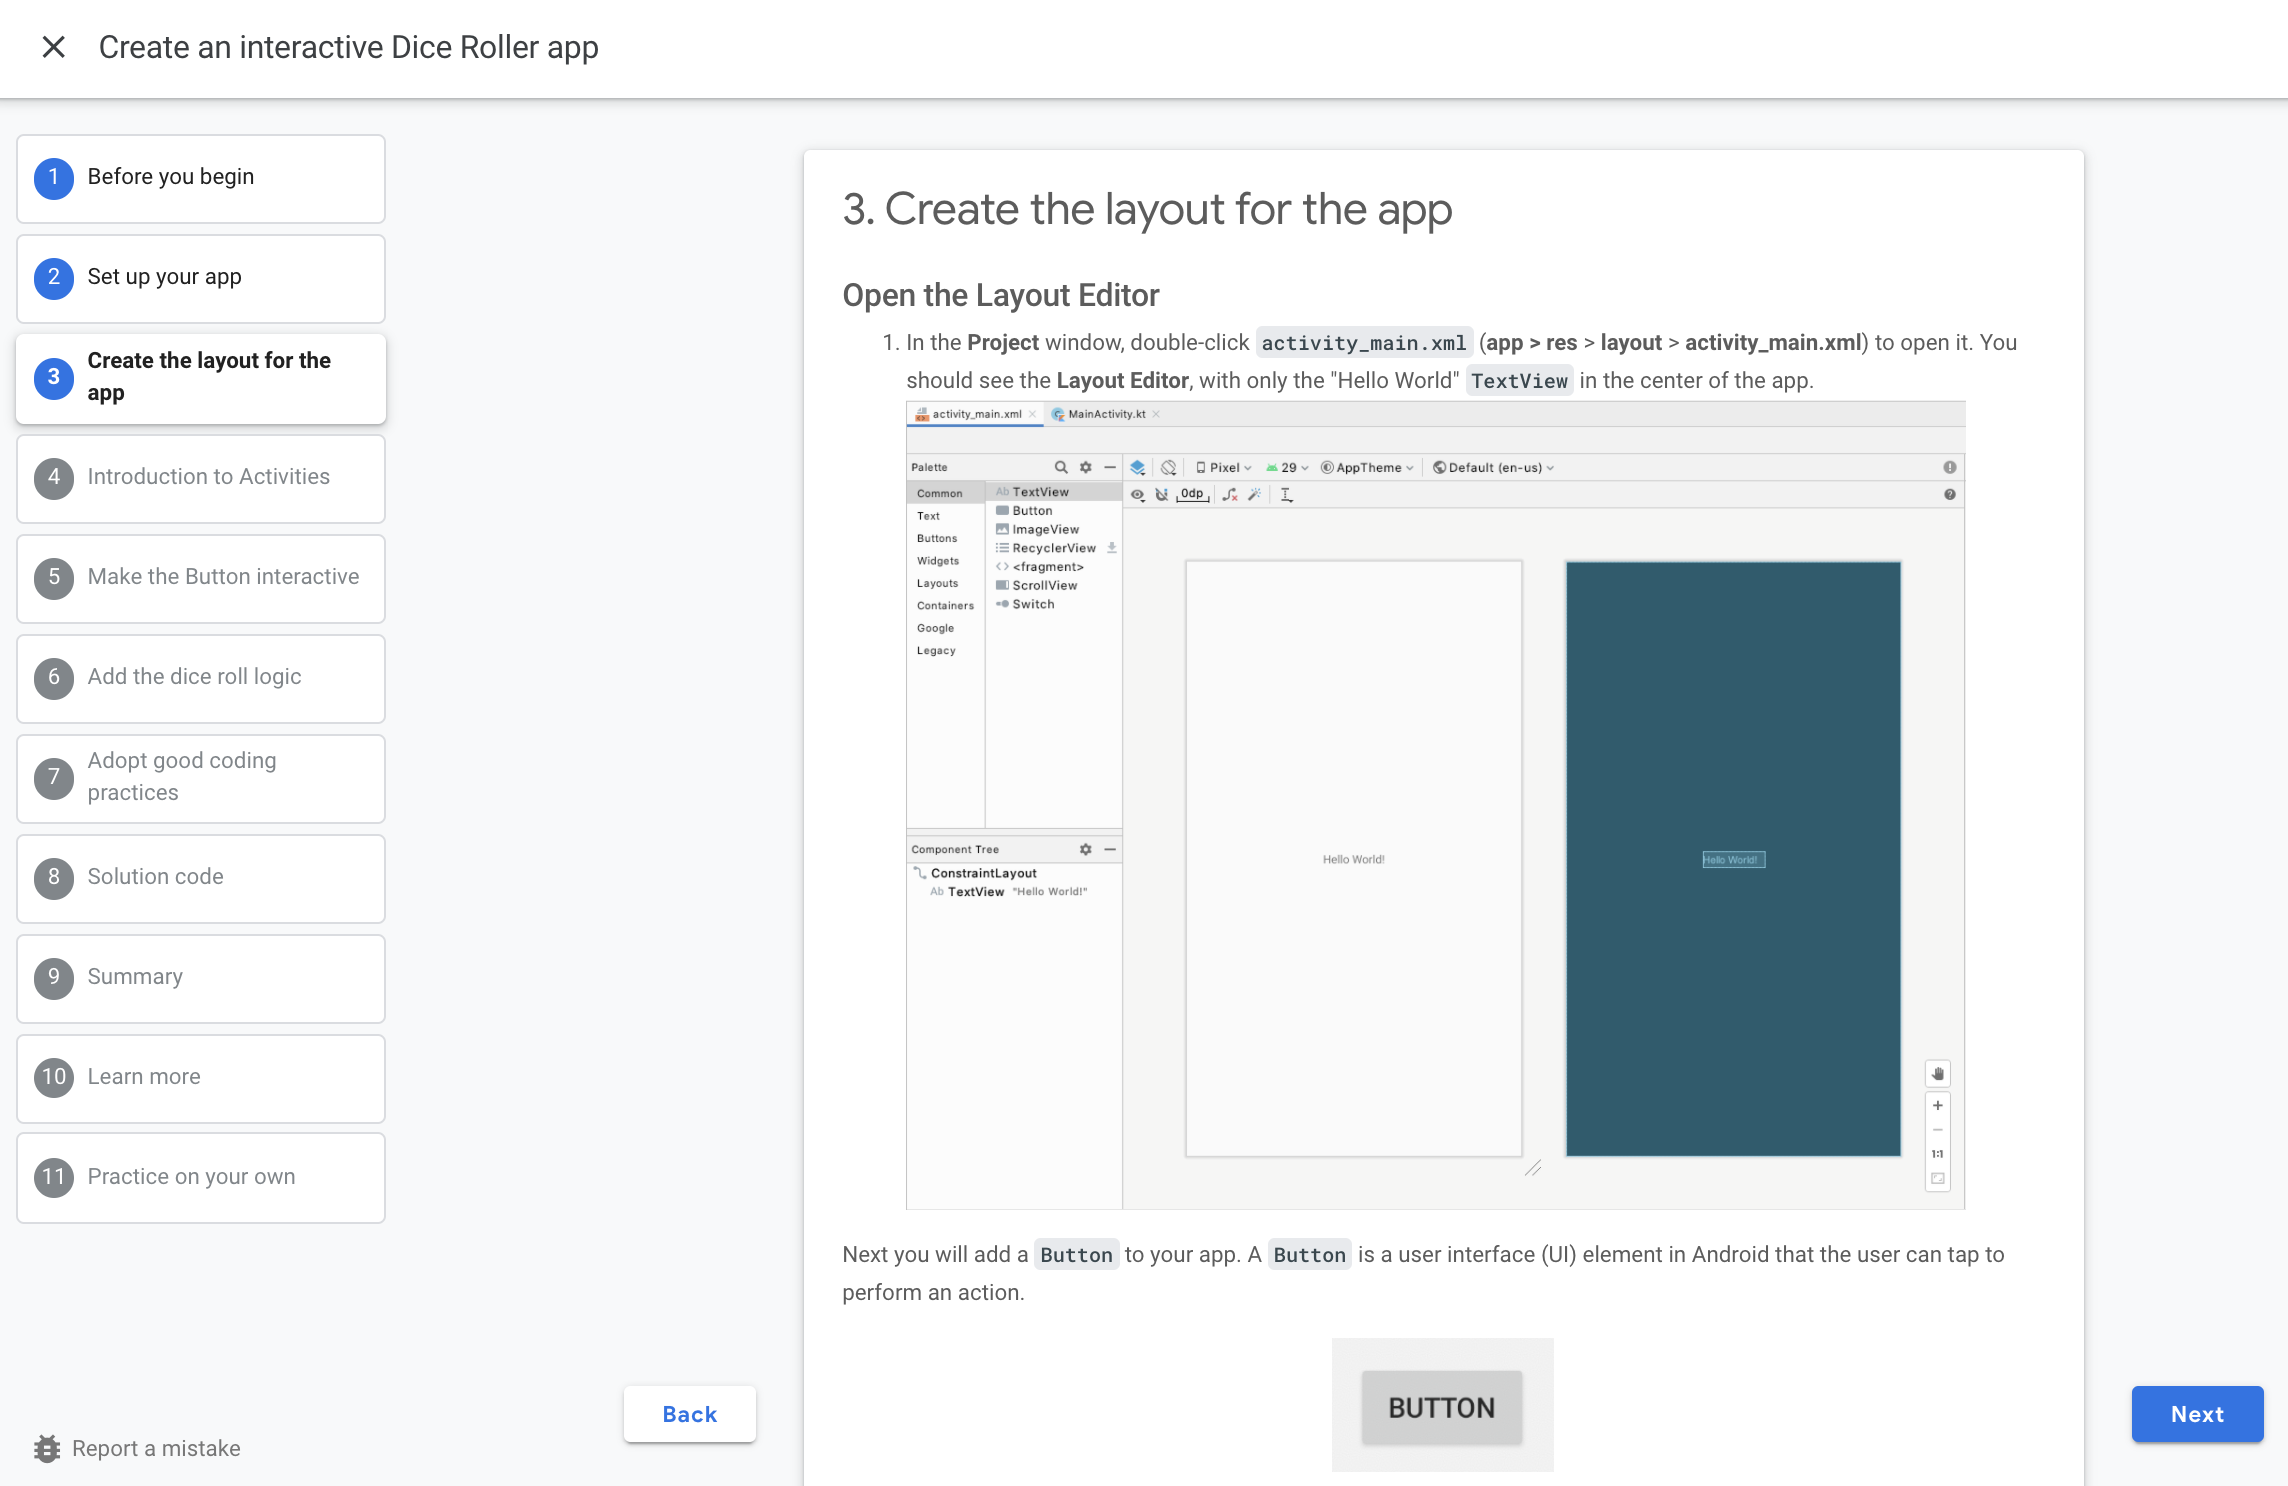 Create an interactive Dice Roller app
1 Before you begin
2 Set up your app
3 Create the layout for the
app
4 Introduction to Activities
5 Make the Button interactive
6 Add the dice roll logic
7 Adopt good coding
practices
8 Solution code
9 Summary
10 Learn more
11 Practice on your own
Report a mistake
Back
3. Create the layout for the app
Open the Layout Editor
1. In the Project window, double-click activity_main.xml (app > res > layout > activity_main.xml) to open it. You
should see the Layout Editor, with only the "Hello World" TextView in the center of the app.
activity_main.xml MainActivity.kt
Palette
Common
Text
Buttons
Widgets
Layouts
Containers
Google
Legacy
Ab TextView
Button
ImageView
RecyclerView
<fragment>
ScrollView
Switch
Pixel 29 AppTheme Default (en-us)
0dp
Component Tree
ConstraintLayout
Ab TextView "Hello World!"
Hello World!
Hello World!
1:1
Next you will add a Button to your app. A Button is a user interface (UI) element in Android that the user can tap to
perform an action.
BUTTON
Next